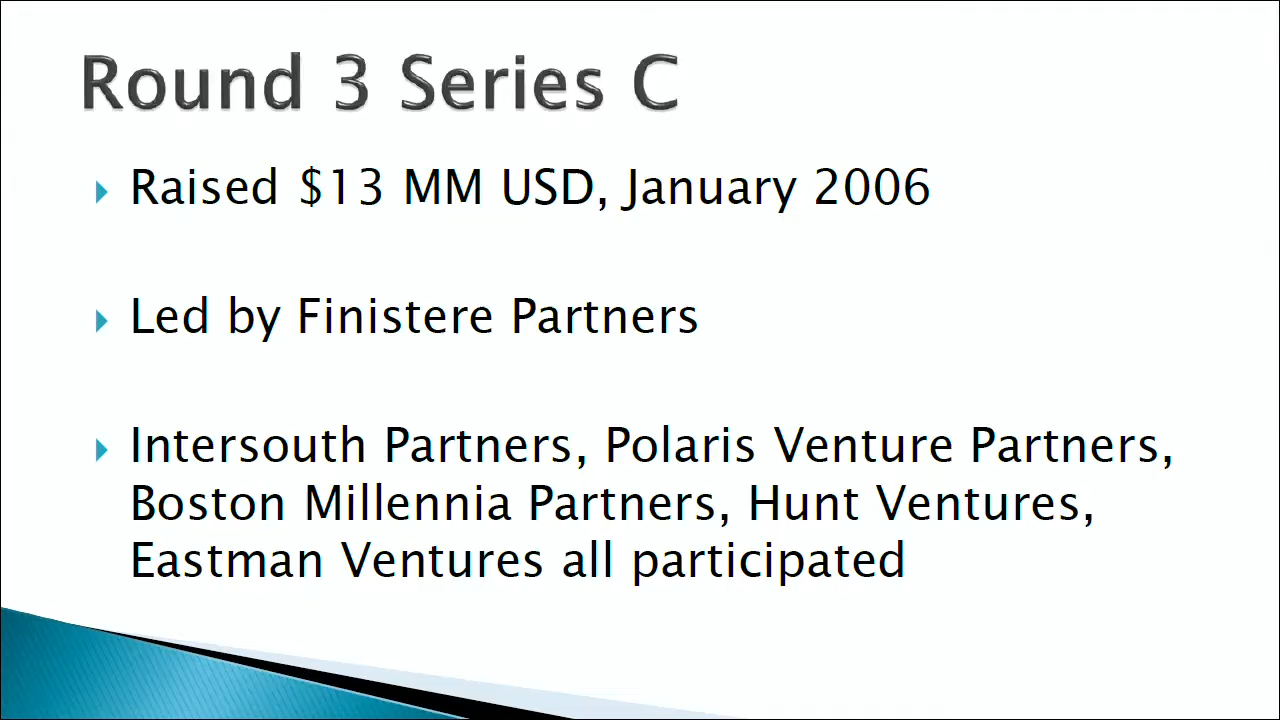 Round 3 Series C
Raised $13 MM USD, January 2006
Led by Finistere Partners
Intersouth Partners, Polaris Venture Partners,
Boston Millennia Partners, Hunt Ventures,
Eastman Ventures all participated